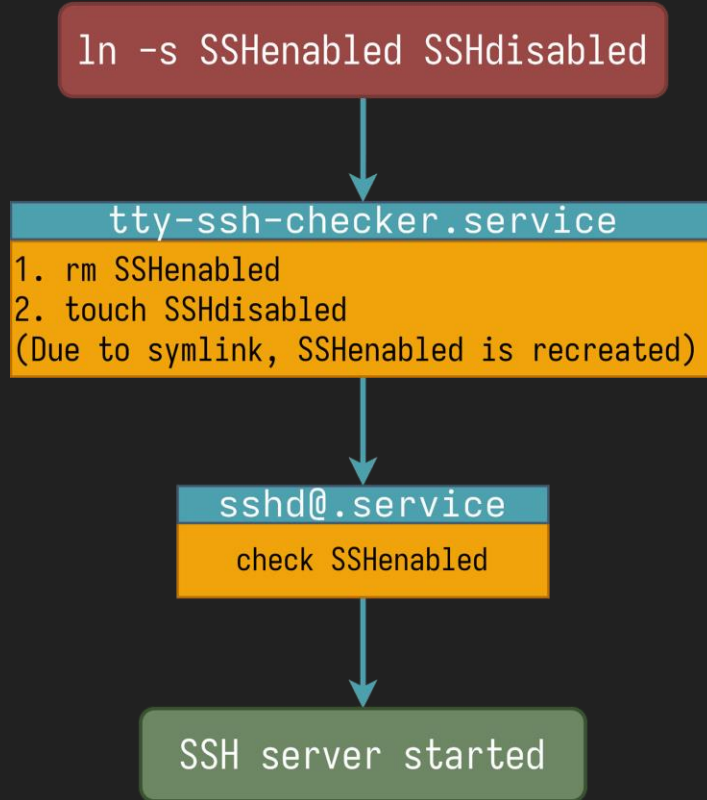 ln -s SSHenabled SSHdisabled
tty-ssh-checker.service
1. rm SSHenabled
2. touch SSHdisabled
(Due to symlink, SSHenabled is recreated)
sshd@.service
check SSHenabled
SSH server started